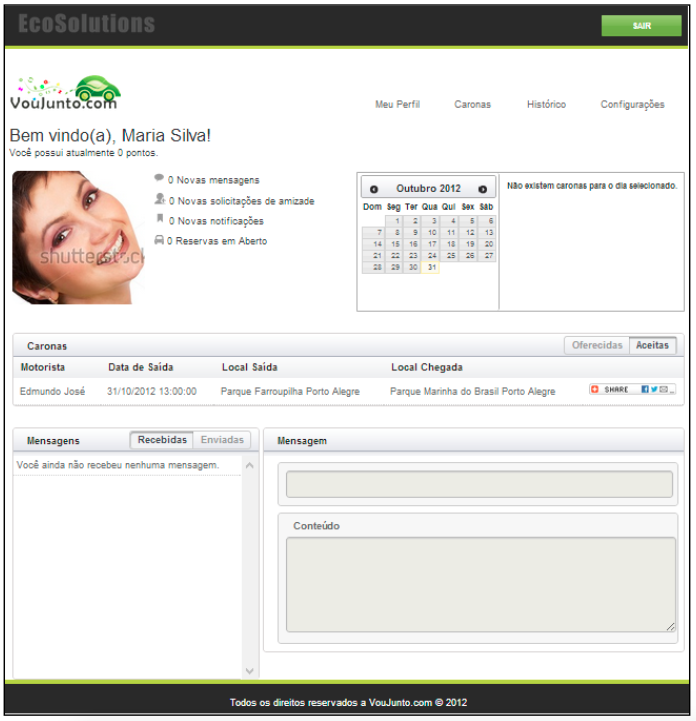 EcoSolutions
SAIR
VouJunto.com
Meu Perfil Caronas Histórico Configurações
Bem vindo(a), Maria Silva!
Você possui atualmente 0 pontos.
0 Novas mensagens
0 Novas solicitações de amizade
0 Novas notificações
0 Reservas em Aberto
shutterstock
Outubro 2012
Dom Seg Ter Qua Qui Sex Sáb
1 2 3 4 5 6
7 8 9 10 11 12 13
14 15 16 17 18 19 20
21 22 23 24 25 26 27
28 29 30 31
Não existem caronas para o dia selecionado.
Caronas Oferecidas Aceitas
Motorista Data de Saída Local Saída Local Chegada
Edmundo José 31/10/2012 13:00:00 Parque Farroupilha Porto Alegre Parque Marinha do Brasil Porto Alegre SHARE
Mensagens Recebidas Enviadas
Você ainda não recebeu nenhuma mensagem.
Mensagem
Conteúdo
Todos os direitos reservados a VouJunto.com © 2012